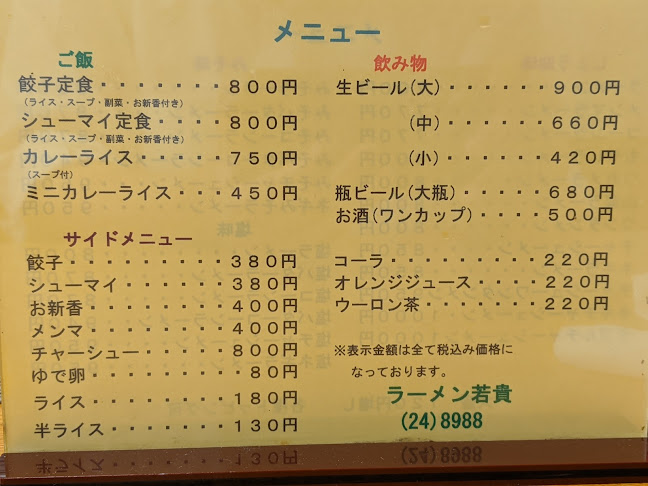 メニュー
ご飯
餃子定食・・・・・・・８００円
(ライス・スープ・副菜・お新香付き)
シューマイ定食・・・・８００円
(ライス・スープ・副菜・お新香付き)
カレーライス・・・・・７５０円
(スープ付)
ミニカレーライス・・・４５０円
サイドメニュー
餃子・・・・・・・・・３８０円
シューマイ・・・・・・３８０円
お新香・・・・・・・・４００円
メンマ・・・・・・・・４００円
チャーシュー・・・・・８００円
ゆで卵・・・・・・・・８０円
ライス・・・・・・・・１８０円
半ライス・・・・・・・１３０円
飲み物
生ビール(大)・・・・・・９００円
(中)・・・・・６６０円
(小)・・・・・４２０円
瓶ビール(大瓶)・・・・・６８０円
お酒(ワンカップ)・・・・５００円
コーラ・・・・・・・・・２２０円
オレンジジュース・・・・２２０円
ウーロン茶・・・・・・・２２０円
※表示金額は全て税込み価格に
なっております。
ラーメン若貴
(24)8988